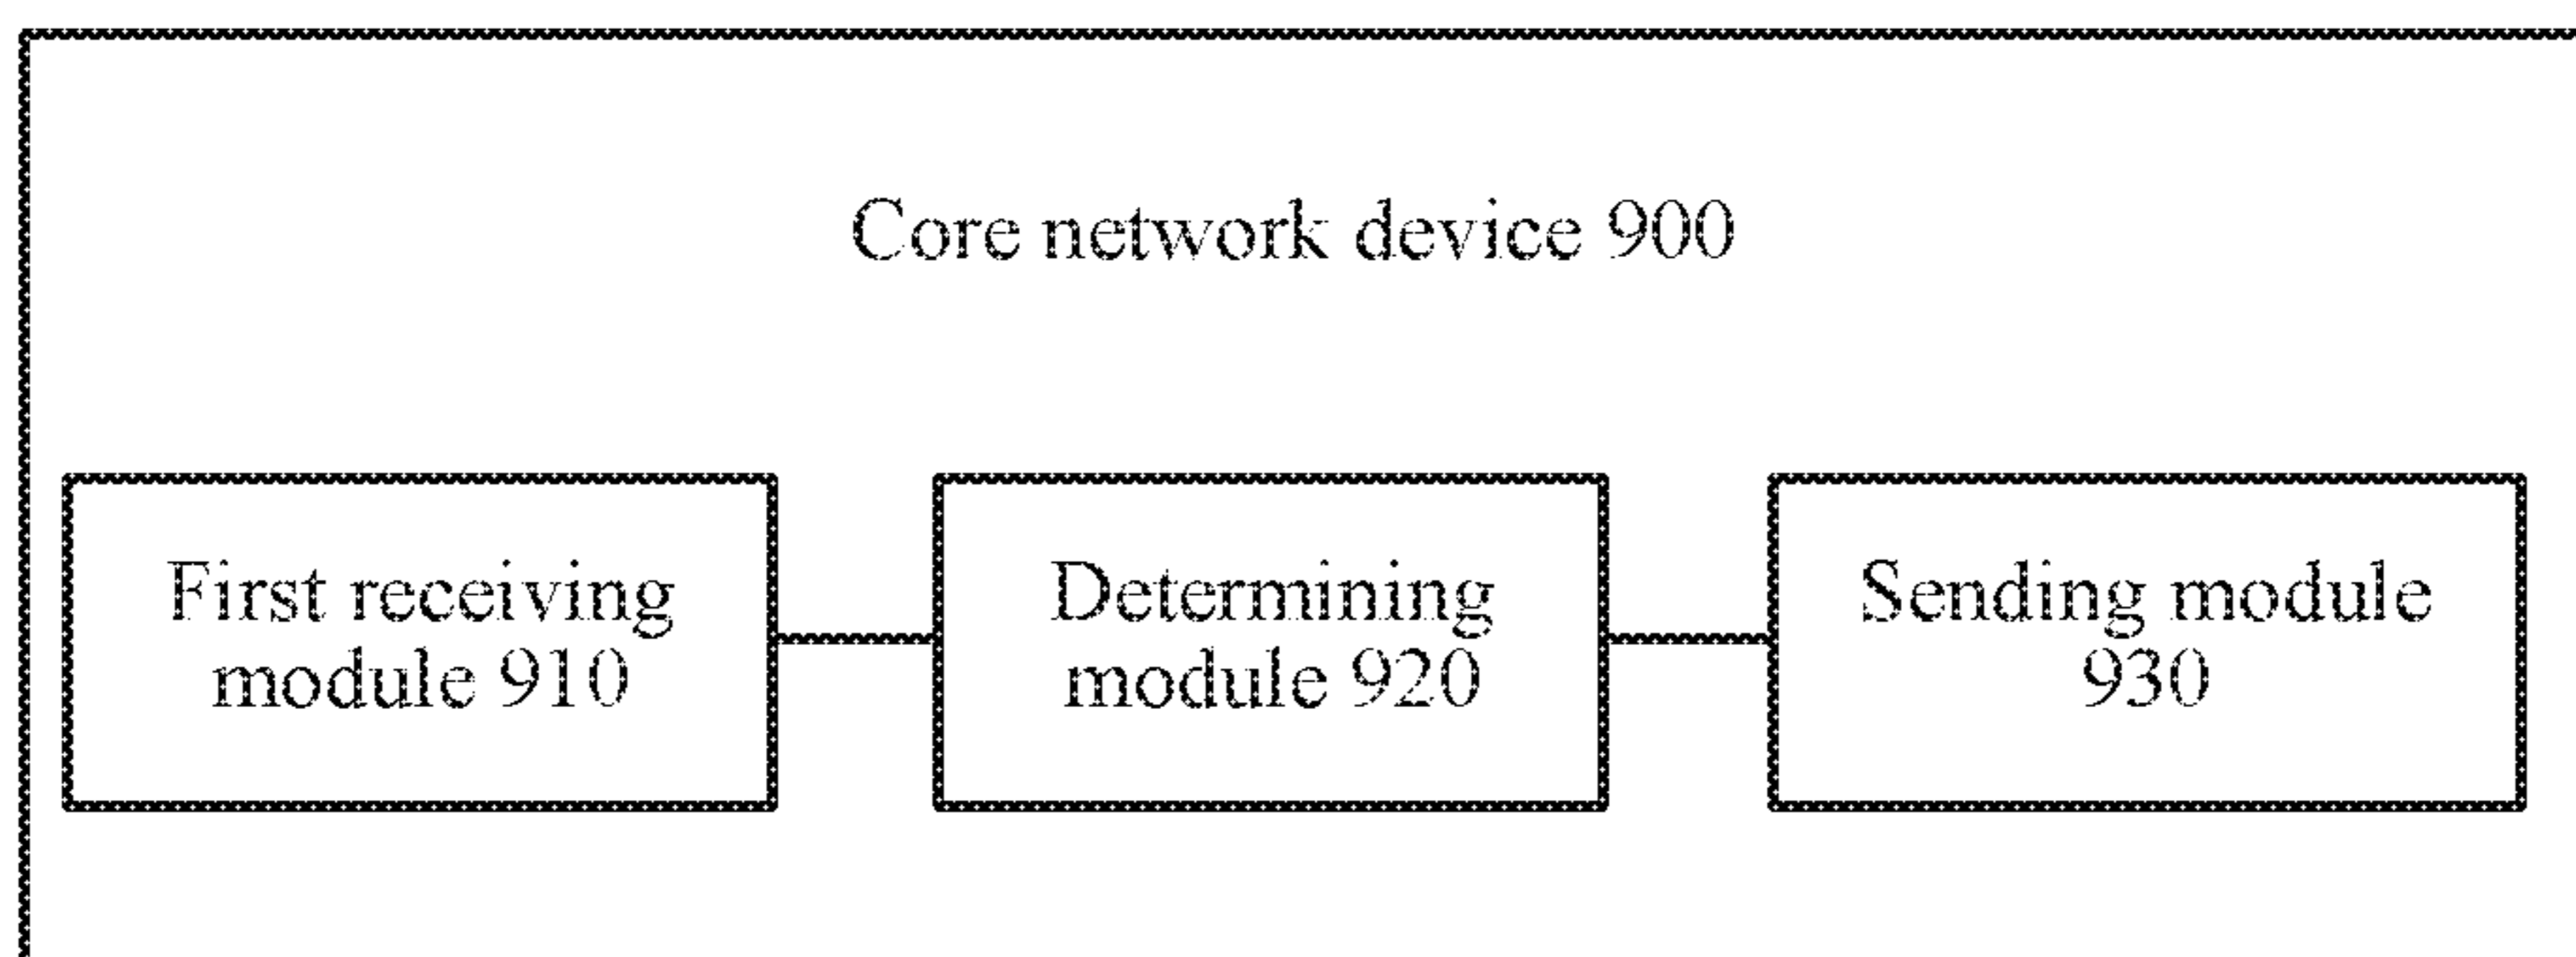 Core network device 900
First receiving
module 910
Determining
module 920
Sending module
930